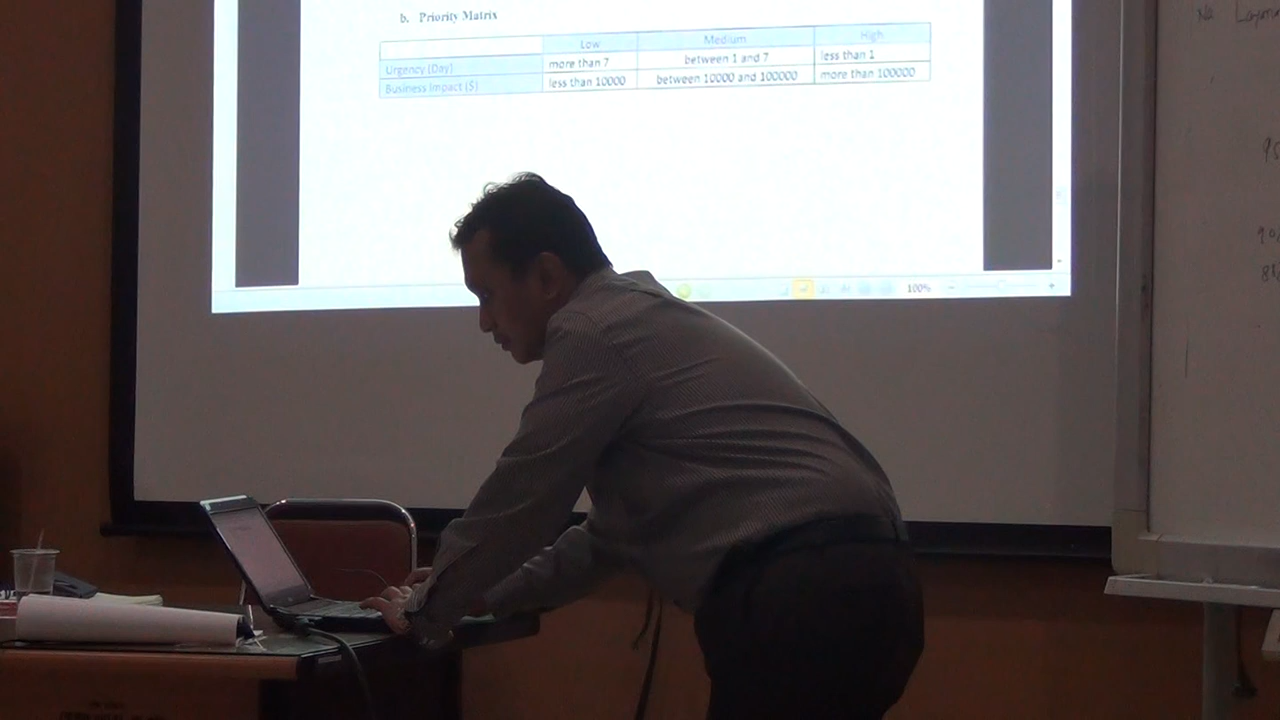 b. Priority Matrix
Low Medium High
Urgency (Day) more than 7 between 1 and 7 less than 1
Business Impact ($) less than 10000 between 10000 and 100000 more than 100000
100%